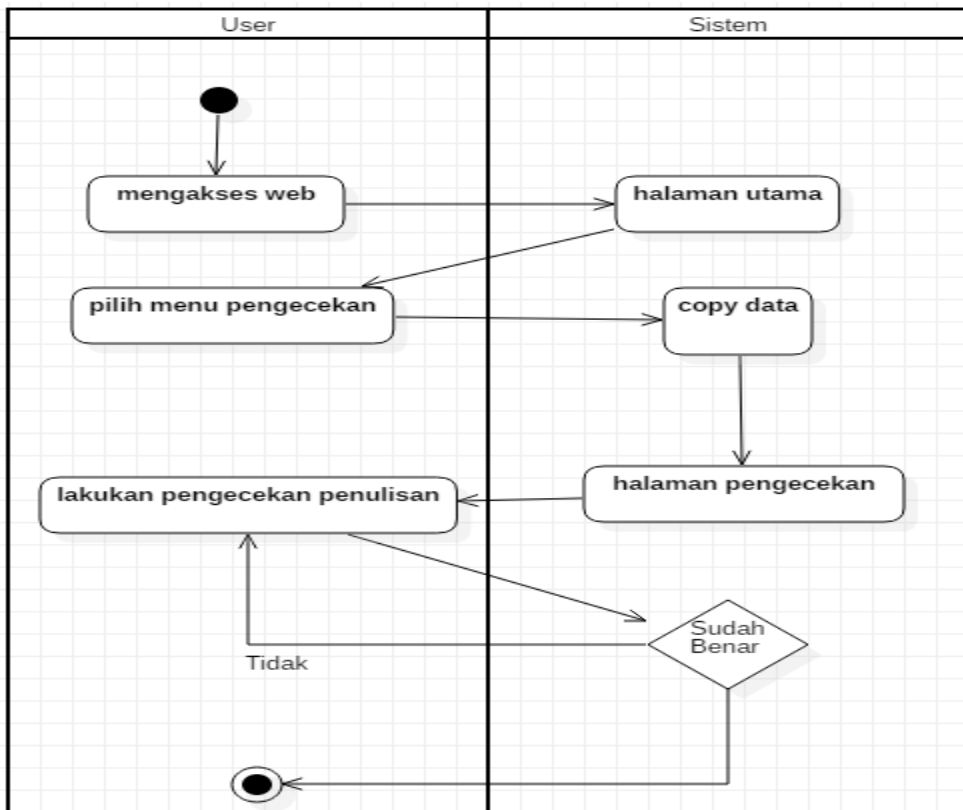 User
Sistem
mengakses web
halaman utama
pilih menu pengecekan
copy data
lakukan pengecekan penulisan
halaman pengecekan
Sudah
Benar
Tidak